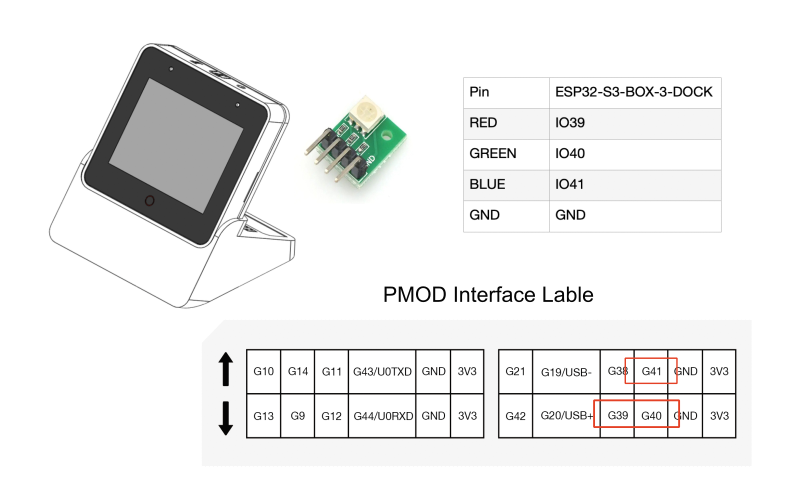 Pin ESP32-S3-BOX-3-DOCK
RED IO39
GREEN IO40
BLUE IO41
GND GND
PMOD Interface Lable
G10 G14 G11 G43/U0TXD GND 3V3 G21 G19/USB- G38 G41 GND 3V3
G13 G9 G12 G44/U0RXD GND 3V3 G42 G20/USB+ G39 G40 GND 3V3